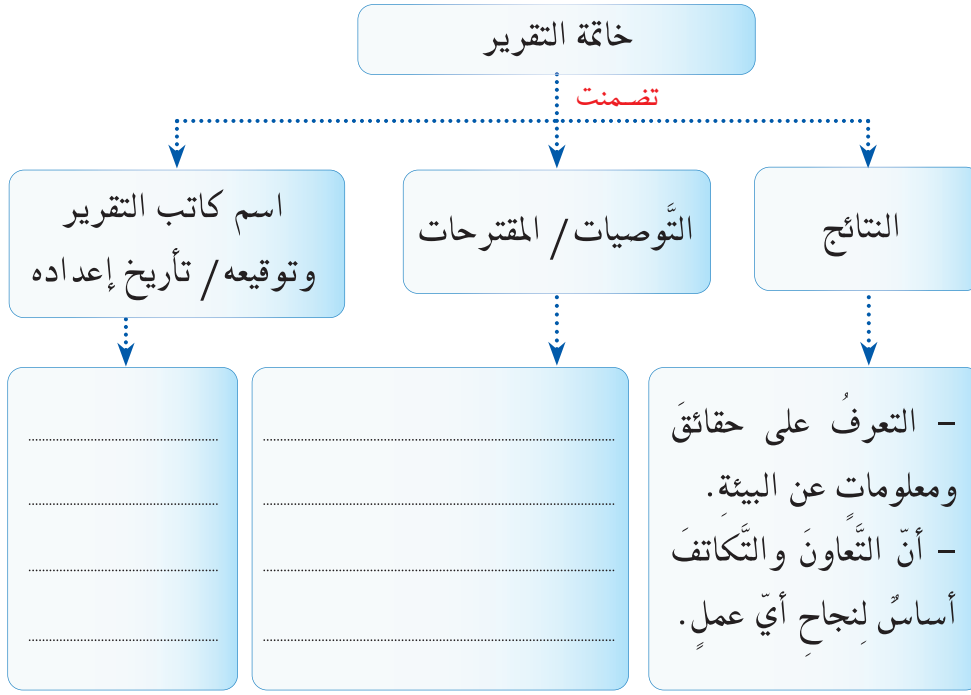 خاتمة التقرير
تضمنت
النتائج
التَّوصيات / المقترحات
اسم كاتب التقرير
وتوقيعه / تأريخ إعداده
– التعرفُ على حقائقَ
ومعلوماتٍ عن البيئةِ.
– أنّ التَّعاونَ والتَّكاتفَ
أساسٌ لِنجاحِ أيّ عملٍ.